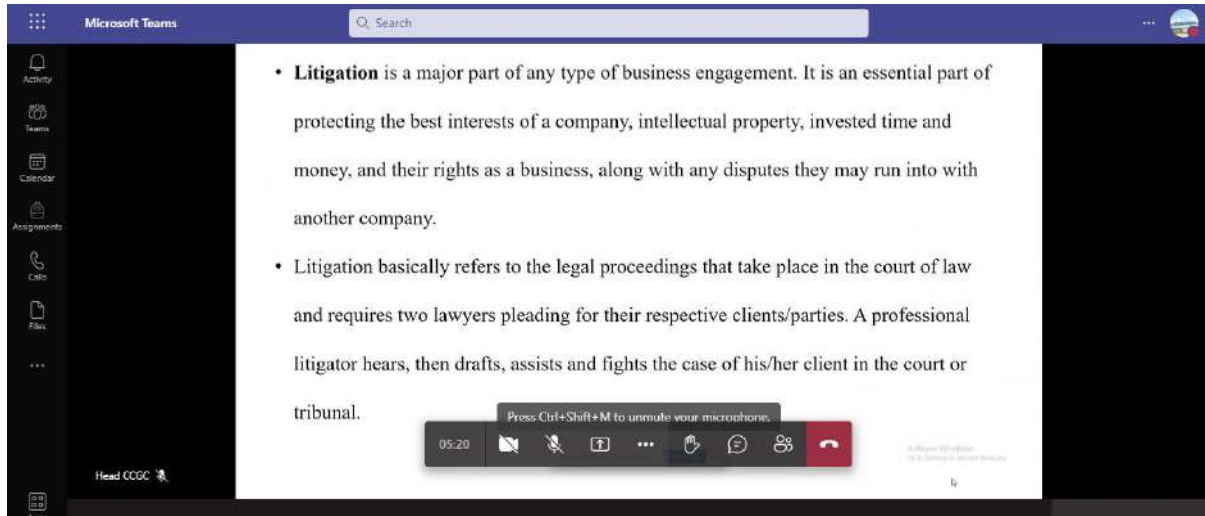 Microsoft Teams
Search
Activity
Teams
Calendar
Assignments
Calls
Files
• Litigation is a major part of any type of business engagement. It is an essential part of
protecting the best interests of a company, intellectual property, invested time and
money, and their rights as a business, along with any disputes they may run into with
another company.
• Litigation basically refers to the legal proceedings that take place in the court of law
and requires two lawyers pleading for their respective clients/parties. A professional
litigator hears, then drafts, assists and fights the case of his/her client in the court or
tribunal.
Press Ctrl+Shift+M to unmute your microphone.
05:20
Activate Windows
Head CCGC